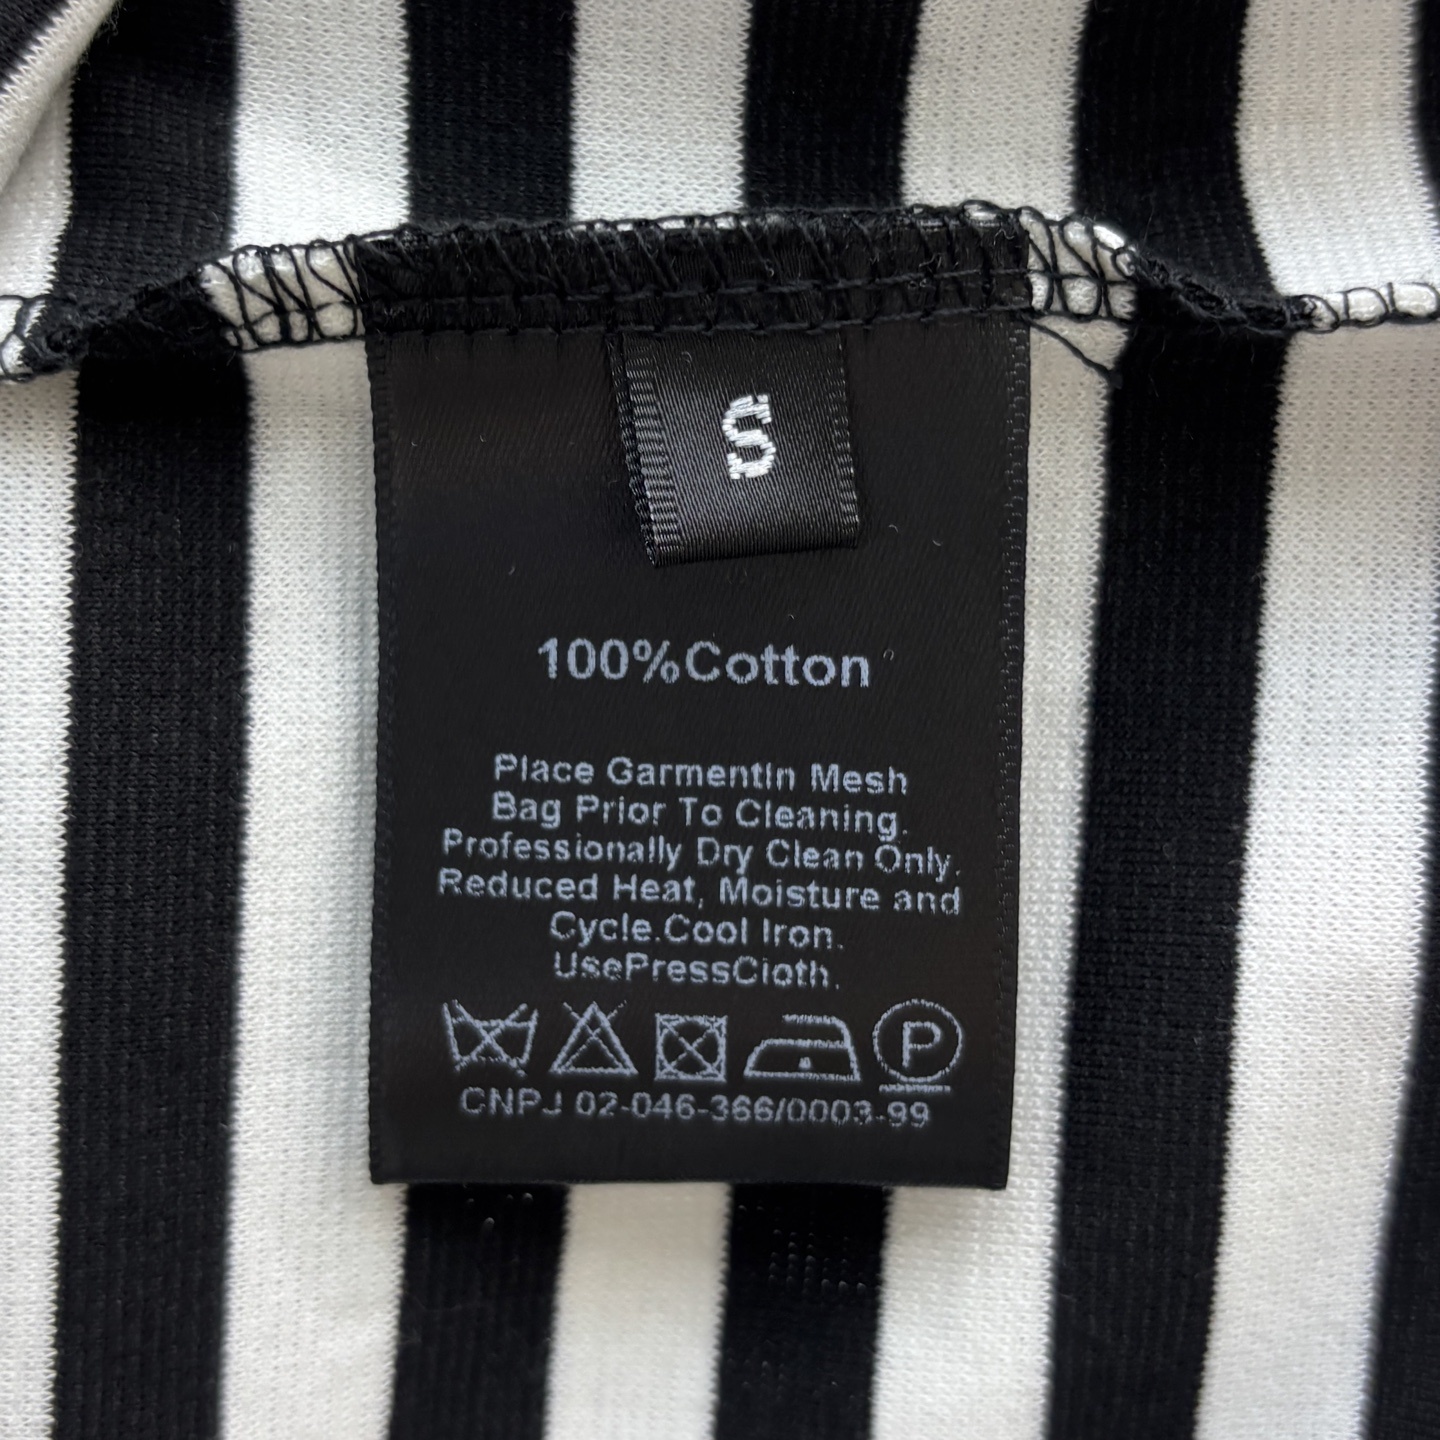 S
100%Cotton
Place GarmentIn Mesh
Bag Prior To Cleaning.
Professionally Dry Clean Only.
Reduced Heat, Moisture and
Cycle.Cool Iron.
UsePressCloth.
P
CNPJ 02-046-366/0003-99